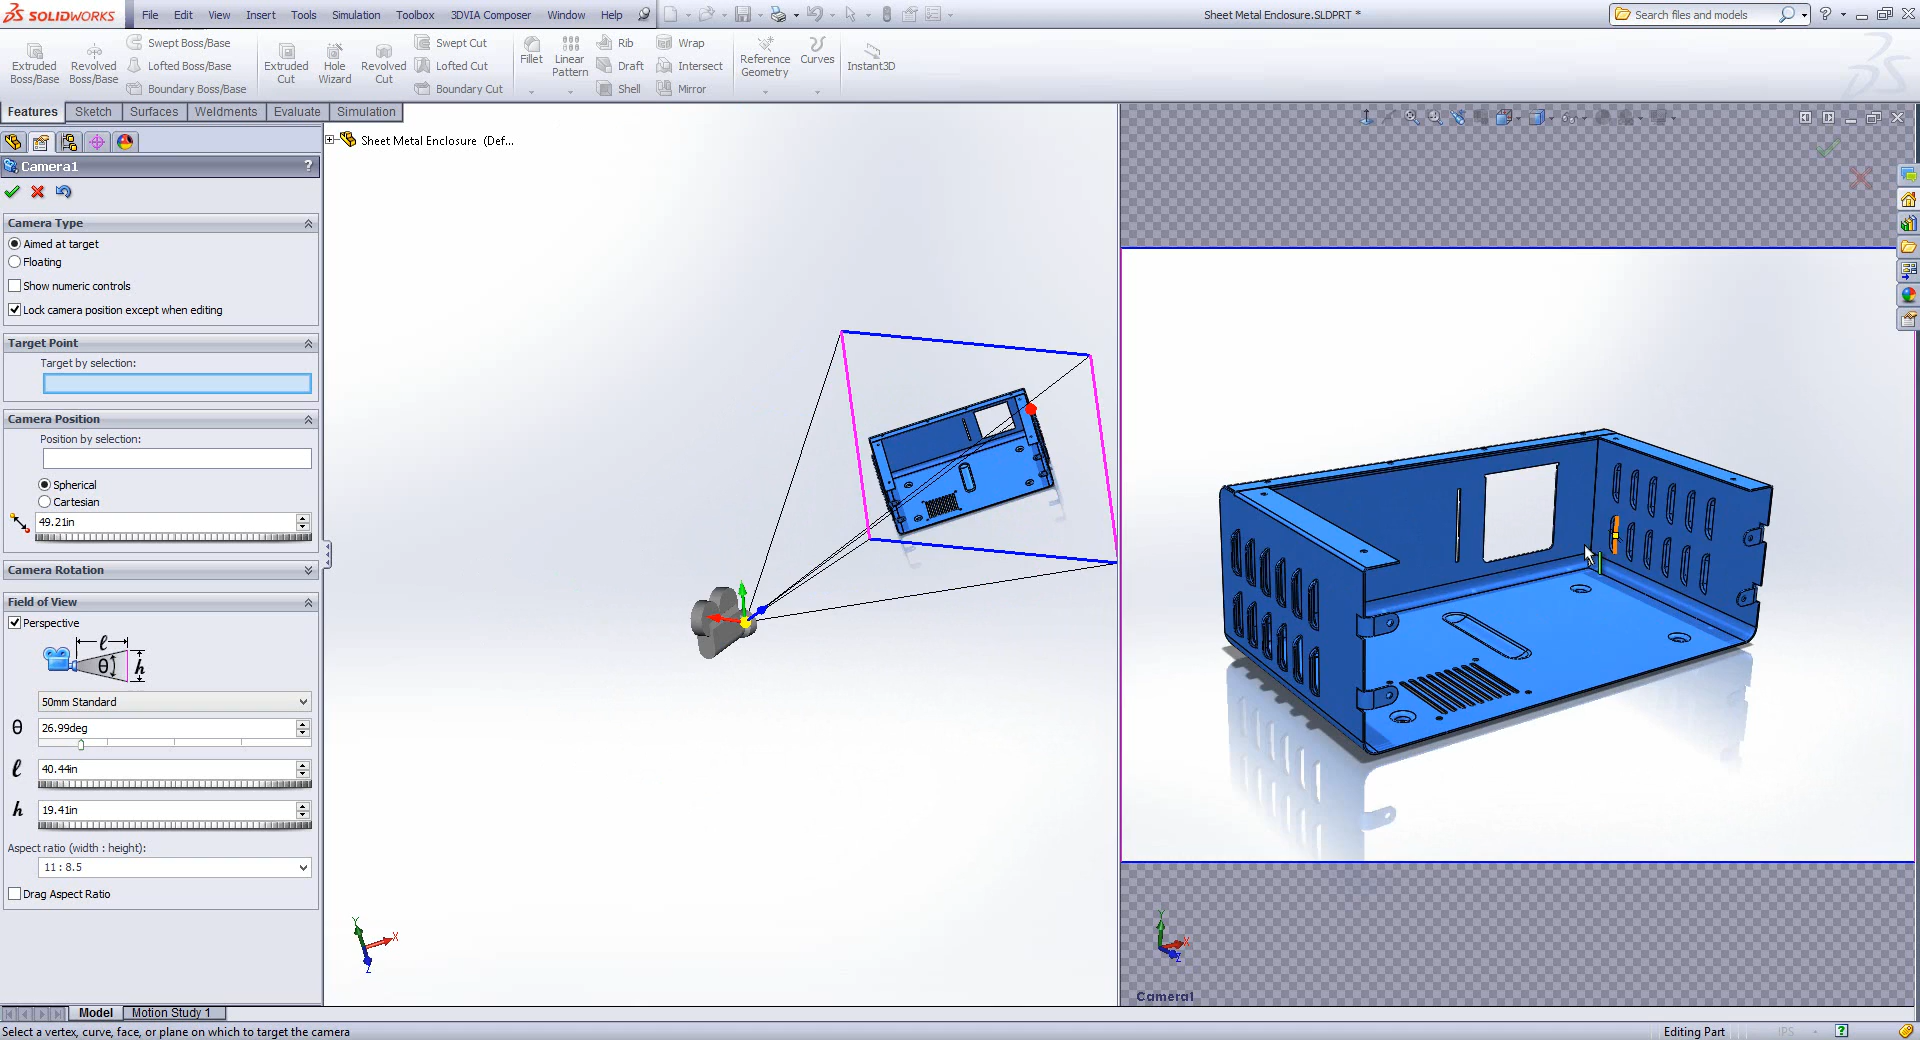 SOLIDWORKS
File Edit View Insert Tools Simulation Toolbox 3DVIA Composer Window Help
Sheet Metal Enclosure.SLDPRT *
Search files and models
Extruded Boss/Base
Revolved Boss/Base
Swept Boss/Base
Lofted Boss/Base
Boundary Boss/Base
Extruded Cut
Hole Wizard
Revolved Cut
Swept Cut
Lofted Cut
Boundary Cut
Fillet
Linear Pattern
Rib
Draft
Shell
Wrap
Intersect
Mirror
Reference Geometry
Curves
Instant3D
Features Sketch Surfaces Weldments Evaluate Simulation
Sheet Metal Enclosure (Def...
Camera1 ?
Camera Type
Aimed at target
Floating
Show numeric controls
Lock camera position except when editing
Target Point
Target by selection:
Camera Position
Position by selection:
Spherical
Cartesian
49.21in
Camera Rotation
Field of View
Perspective
ℓ
θ h
50mm Standard
θ 26.99deg
ℓ 40.44in
h 19.41in
Aspect ratio (width : height):
11 : 8.5
Drag Aspect Ratio
Y
X
Z
Y
X
Z
Camera1
Model Motion Study 1
Select a vertex, curve, face, or plane on which to target the camera
Editing Part
IPS
?